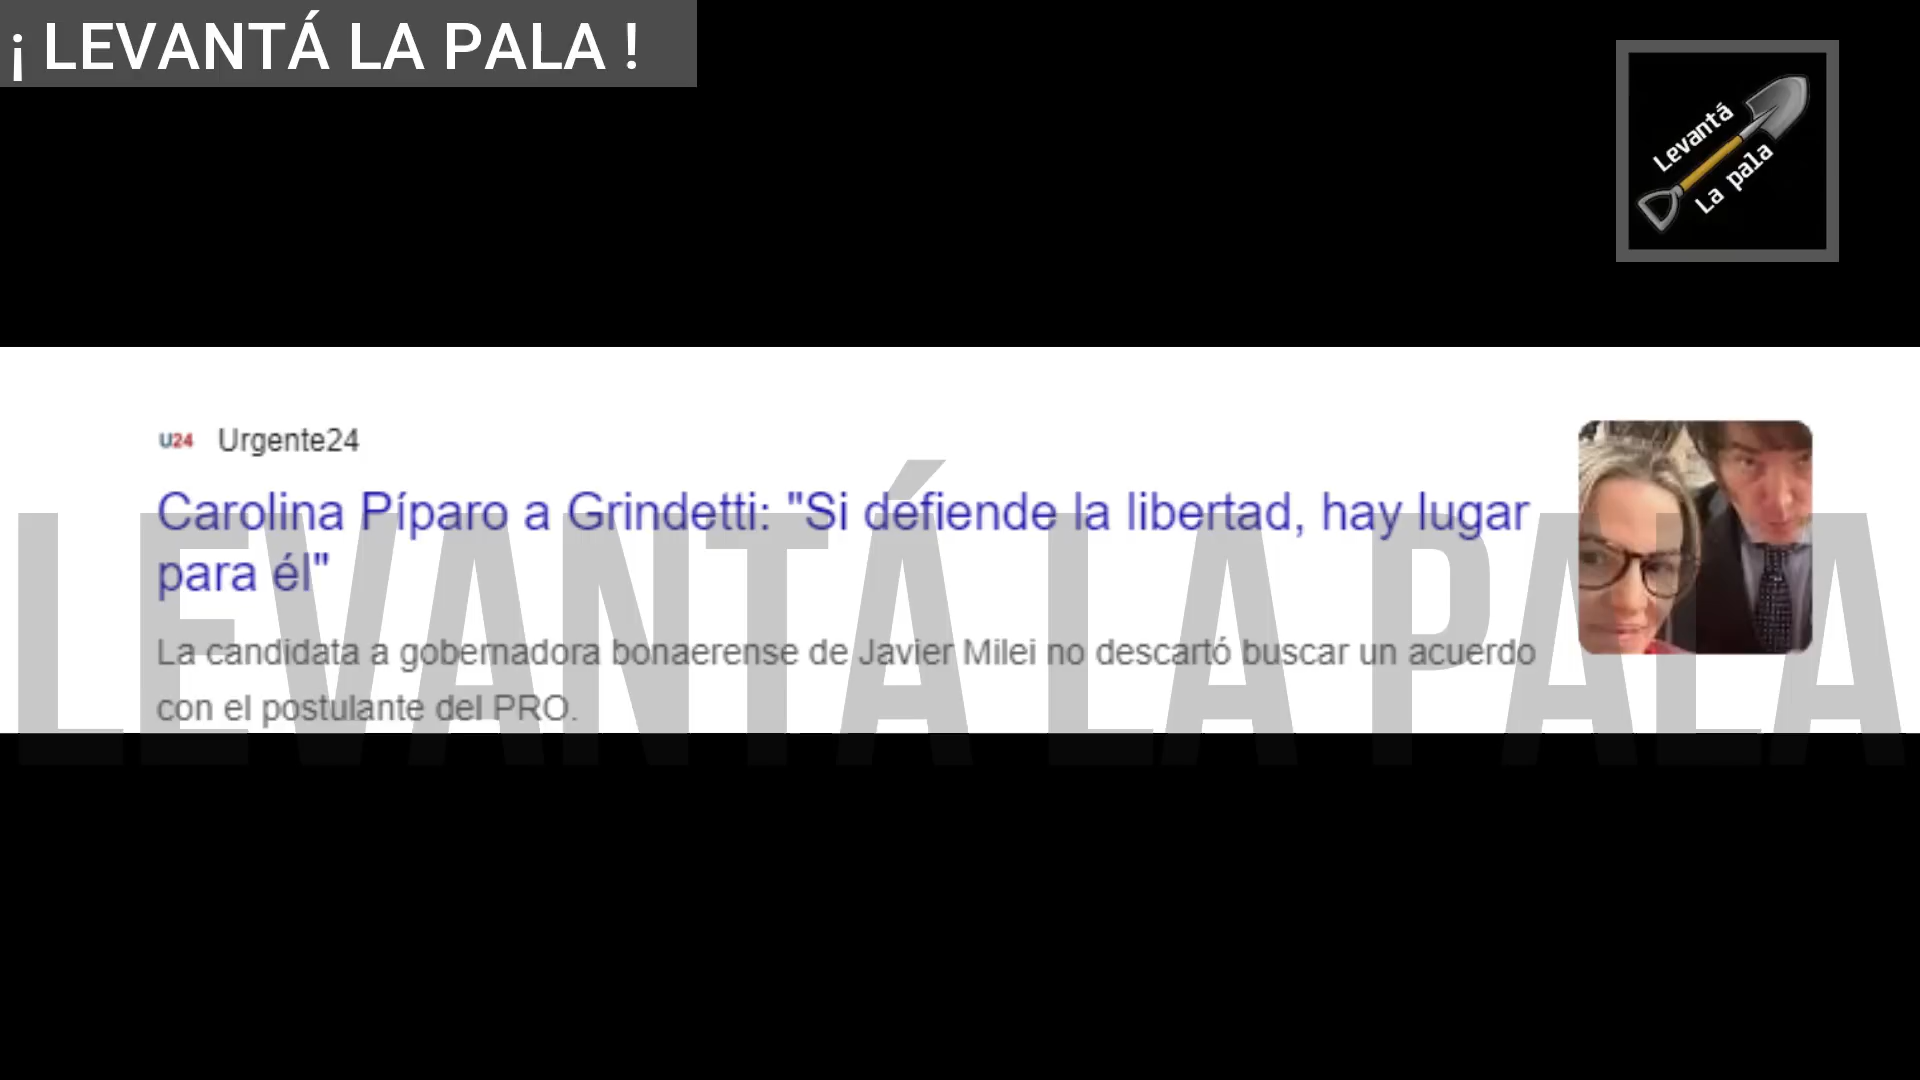 ¡ LEVANTÁ LA PALA !
Levantá
La pala
U24 Urgente24
Carolina Píparo a Grindetti: "Si defiende la libertad, hay lugar
para él"
La candidata a gobernadora bonaerense de Javier Milei no descartó buscar un acuerdo
con el postulante del PRO.
LEVANTÁ LA PALA